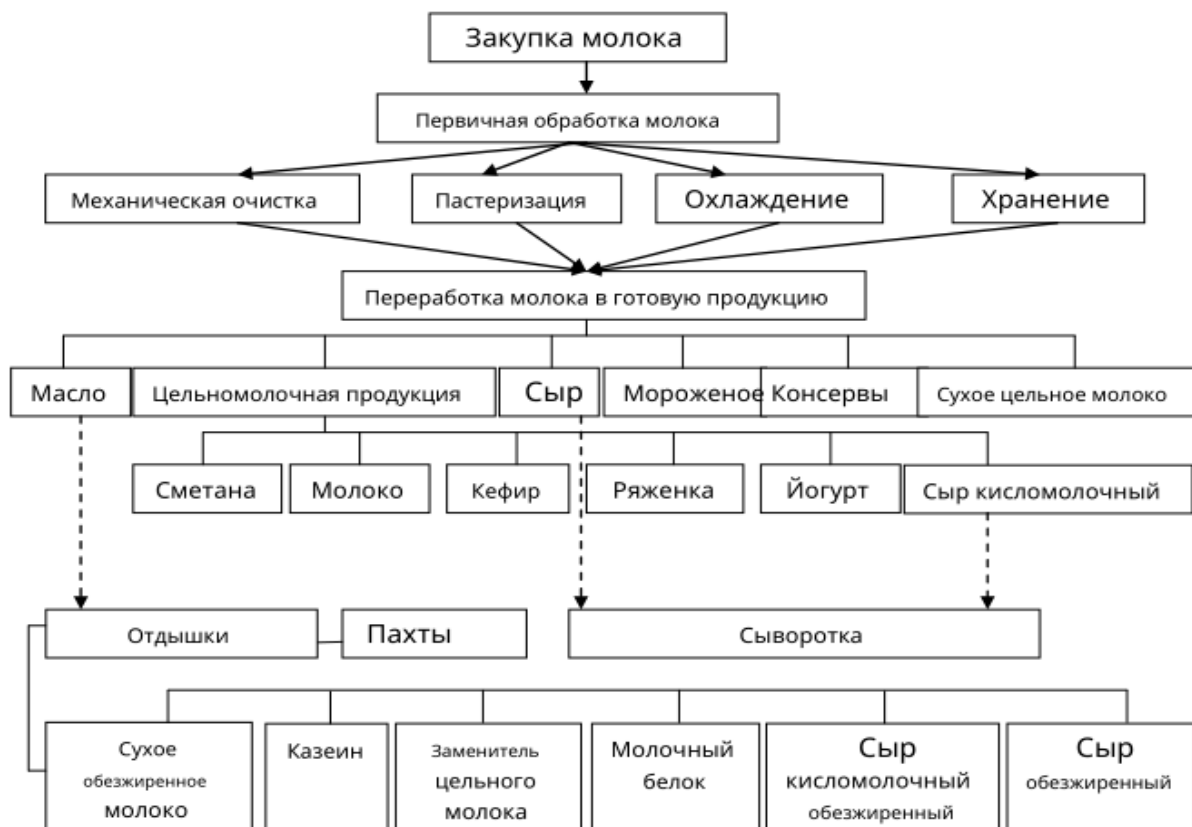 Закупка молока
Первичная обработка молока
Механическая очистка
Пастеризация
Охлаждение
Хранение
Переработка молока в готовую продукцию
Масло
Цельномолочная продукция
Сыр
Мороженое
Консервы
Сухое цельное молоко
Сметана
Молоко
Кефир
Ряженка
Йогурт
Сыр кисломолочный
Отдышки
Пахты
Сыворотка
Сухое
обезжиренное
молоко
Казеин
Заменитель
цельного
молока
Молочный
белок
Сыр
кисломолочный
обезжиренный
Сыр
обезжиренный